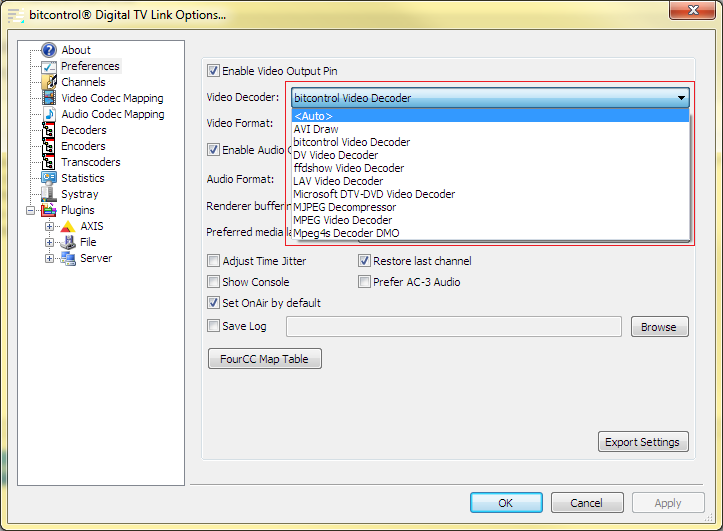 bitcontrol® Digital TV Link Options...
About
Preferences
Channels
Video Codec Mapping
Audio Codec Mapping
Decoders
Encoders
Transcoders
Statistics
Systray
Plugins
AXIS
File
Server
Enable Video Output Pin
Video Decoder:
bitcontrol Video Decoder
<Auto>
AVI Draw
bitcontrol Video Decoder
DV Video Decoder
ffdshow Video Decoder
LAV Video Decoder
Microsoft DTV-DVD Video Decoder
MJPEG Decompressor
MPEG Video Decoder
Mpeg4s Decoder DMO
Video Format:
Enable Audio
Audio Format:
Renderer
Preferred media
Adjust Time Jitter
Restore last channel
Show Console
Prefer AC-3 Audio
Set OnAir by default
Save Log
Browse
FourCC Map Table
Export Settings
OK
Cancel
Apply